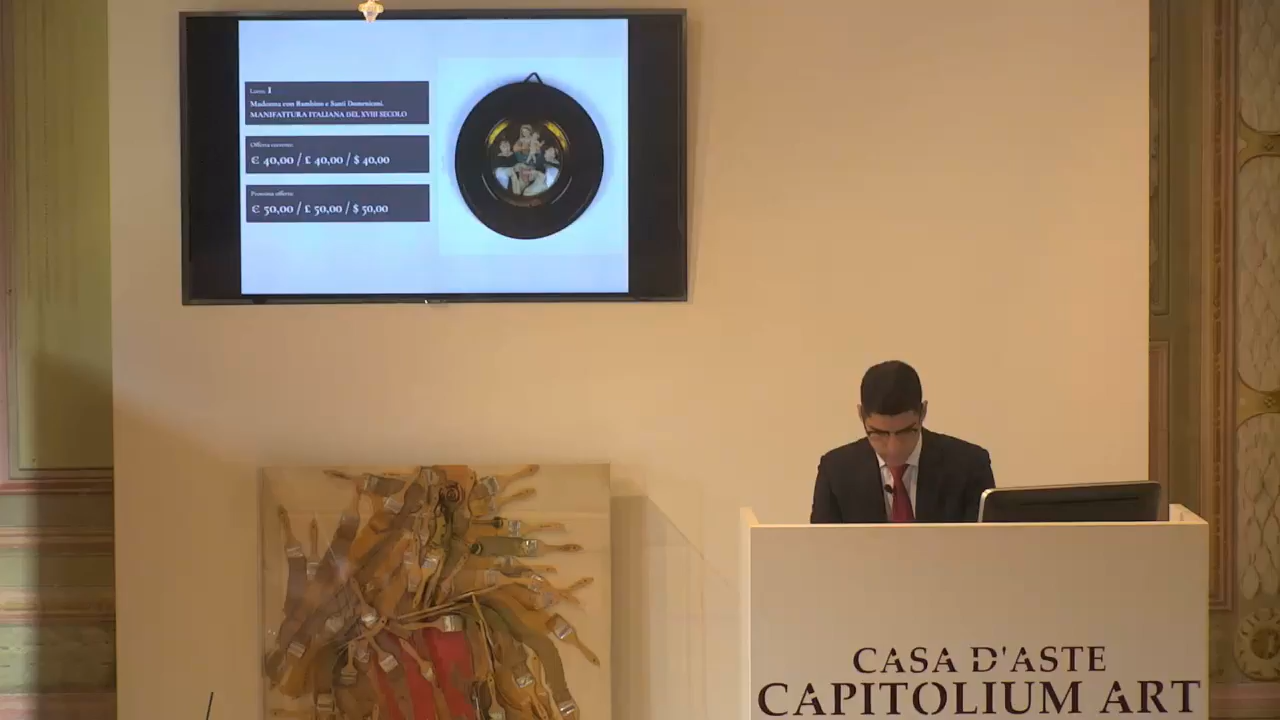 Lotto: 1
Madonna con Bambino e Santi Domenicani.
MANIFATTURA ITALIANA DEL XVIII SECOLO
Offerta corrente
€ 40,00 / £ 40,00 / $ 40,00
Prossima offerta
€ 50,00 / £ 50,00 / $ 50,00
CASA D'ASTE
CAPITOLIUM ART